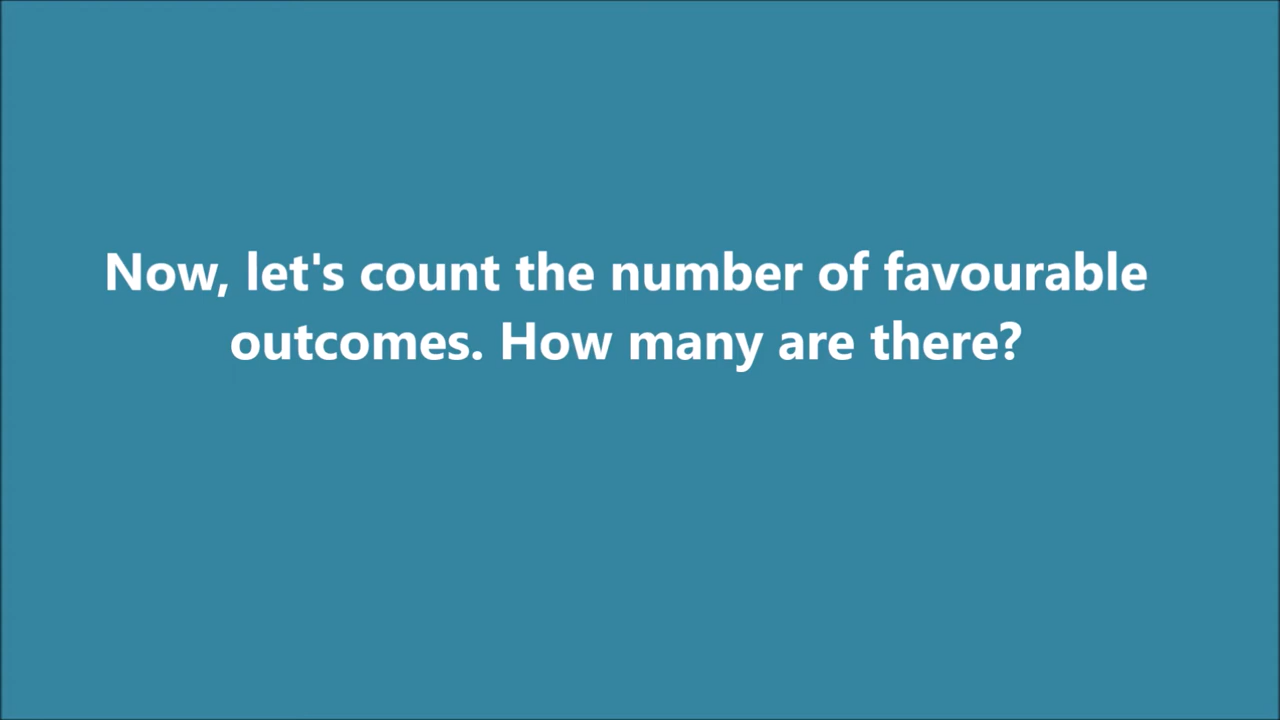 Now, let's count the number of favourable
outcomes. How many are there?